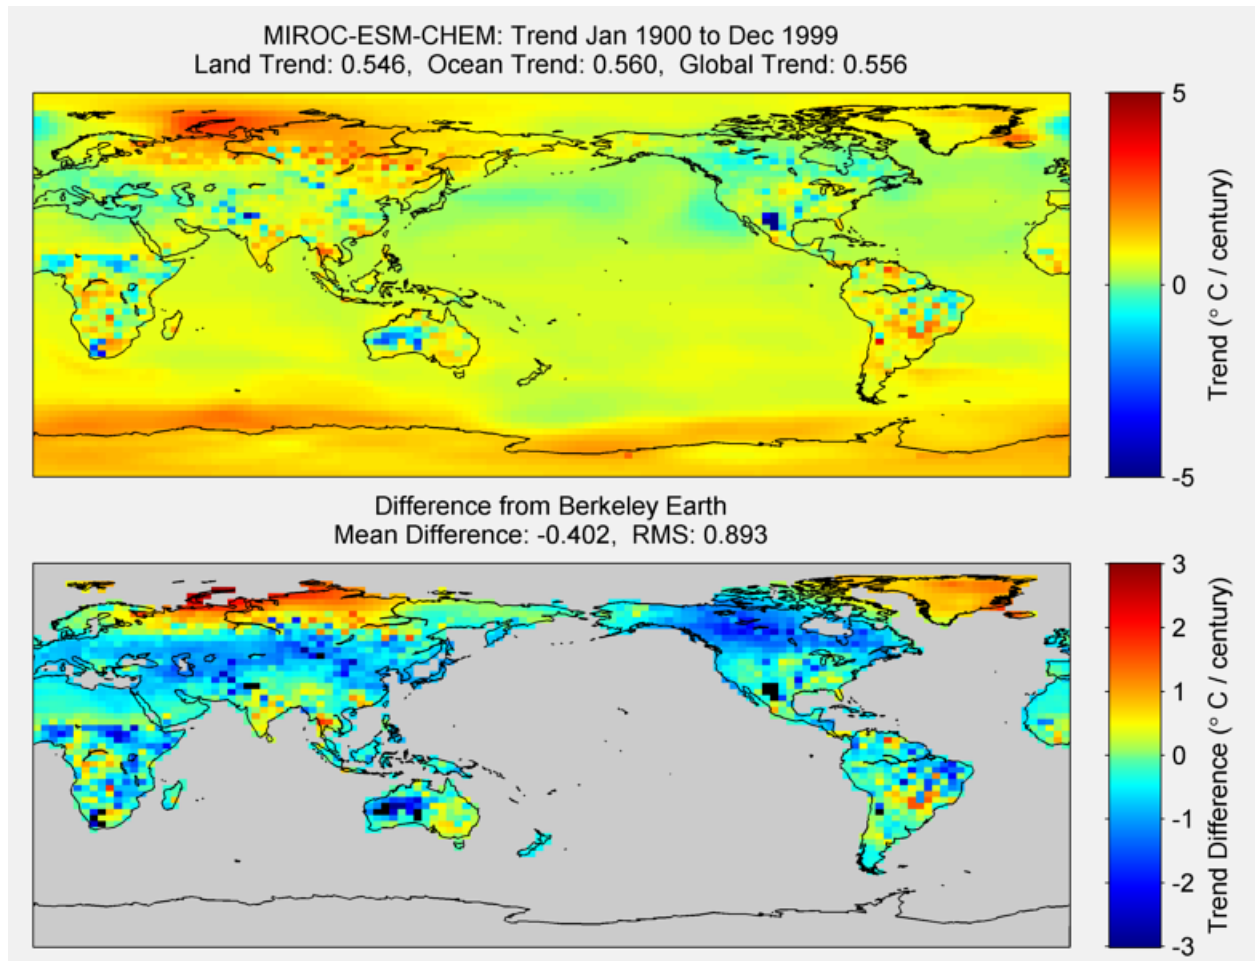 MIROC-ESM-CHEM: Trend Jan 1900 to Dec 1999
Land Trend: 0.546,  Ocean Trend: 0.560,  Global Trend: 0.556
5
0
-5
Trend (° C / century)
Difference from Berkeley Earth
Mean Difference: -0.402,  RMS: 0.893
3
2
1
0
-1
-2
-3
Trend Difference (° C / century)